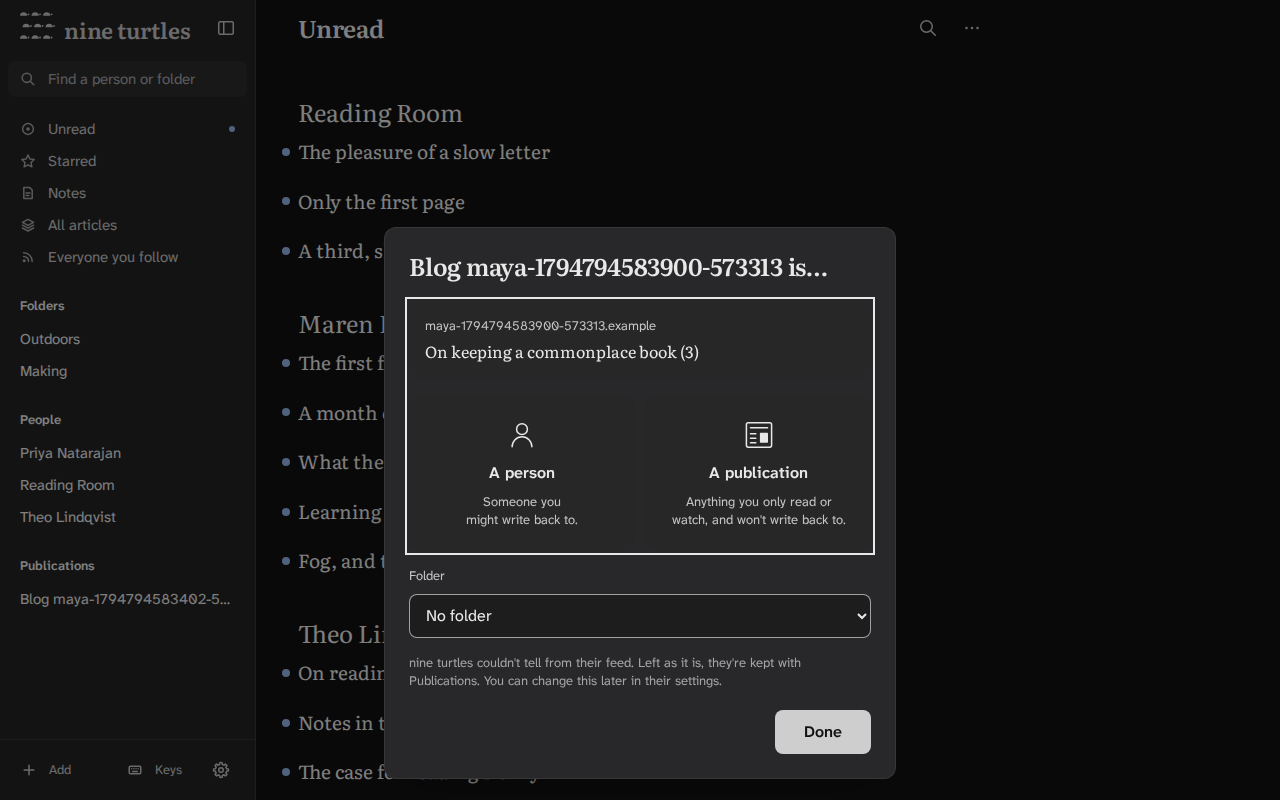 nine turtles
Find a person or folder
Unread
Starred
Notes
All articles
Everyone you follow
Folders
Outdoors
Making
People
Priya Natarajan
Reading Room
Theo Lindqvist
Publications
Blog maya-1794794583402-5…
Add
Keys
Unread
Reading Room
The pleasure of a slow letter
Only the first page
A third, s
Maren
The first f
A month
What the
Learning
Fog, and t
Theo Li
On readin
Notes in t
The case f
Blog maya-1794794583900-573313 is…
maya-1794794583900-573313.example
On keeping a commonplace book (3)
A person
Someone you
might write back to.
A publication
Anything you only read or
watch, and won't write back to.
Folder
No folder
nine turtles couldn't tell from their feed. Left as it is, they're kept with
Publications. You can change this later in their settings.
Done